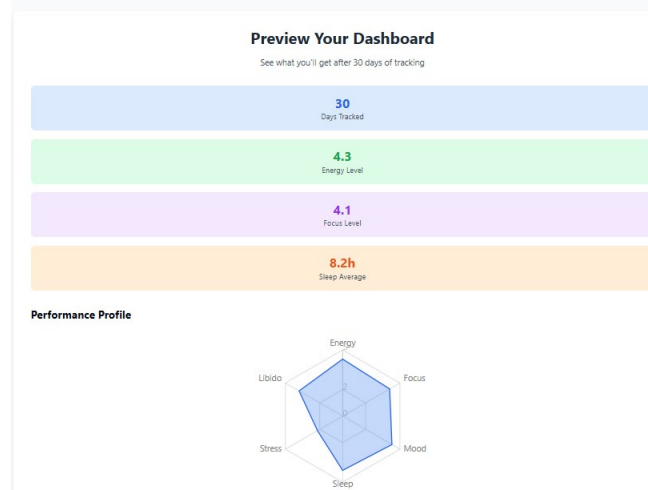 Preview Your Dashboard
See what you'll get after 30 days of tracking
30
Days Tracked
4.3
Energy Level
4.1
Focus Level
8.2h
Sleep Average
Performance Profile
Energy
Libido
Focus
2
0
Stress
Mood
Sleep